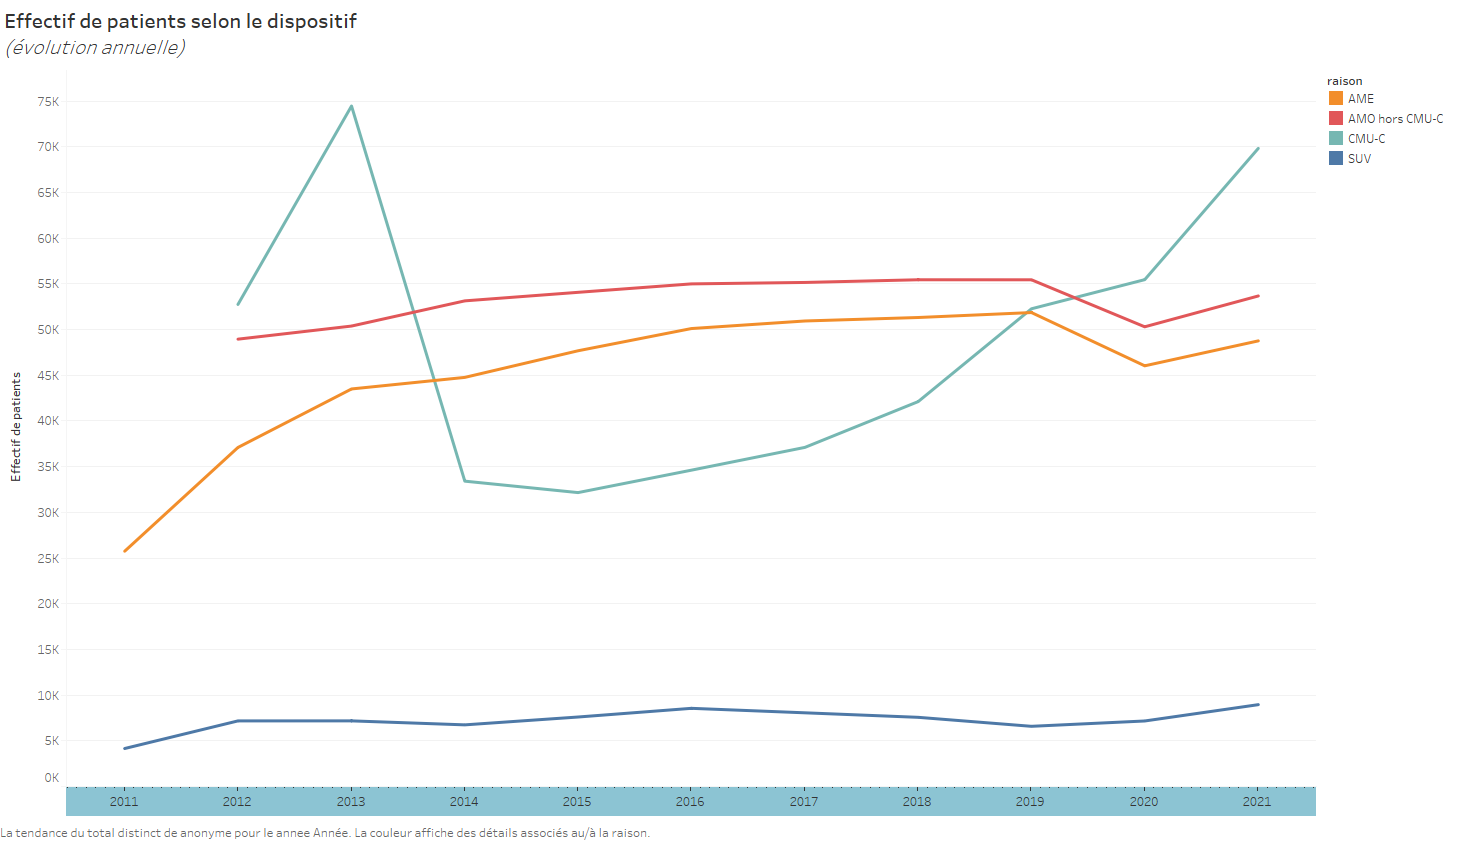 Effectif de patients selon le dispositif
(évolution annuelle)
raison
AME
AMO hors CMU-C
CMU-C
SUV
Effectif de patients
75K
70K
65K
60K
55K
50K
45K
40K
35K
30K
25K
20K
15K
10K
5K
0K
2011 2012 2013 2014 2015 2016 2017 2018 2019 2020 2021
La tendance du total distinct de anonyme pour le annee Année. La couleur affiche des détails associés au/à la raison.